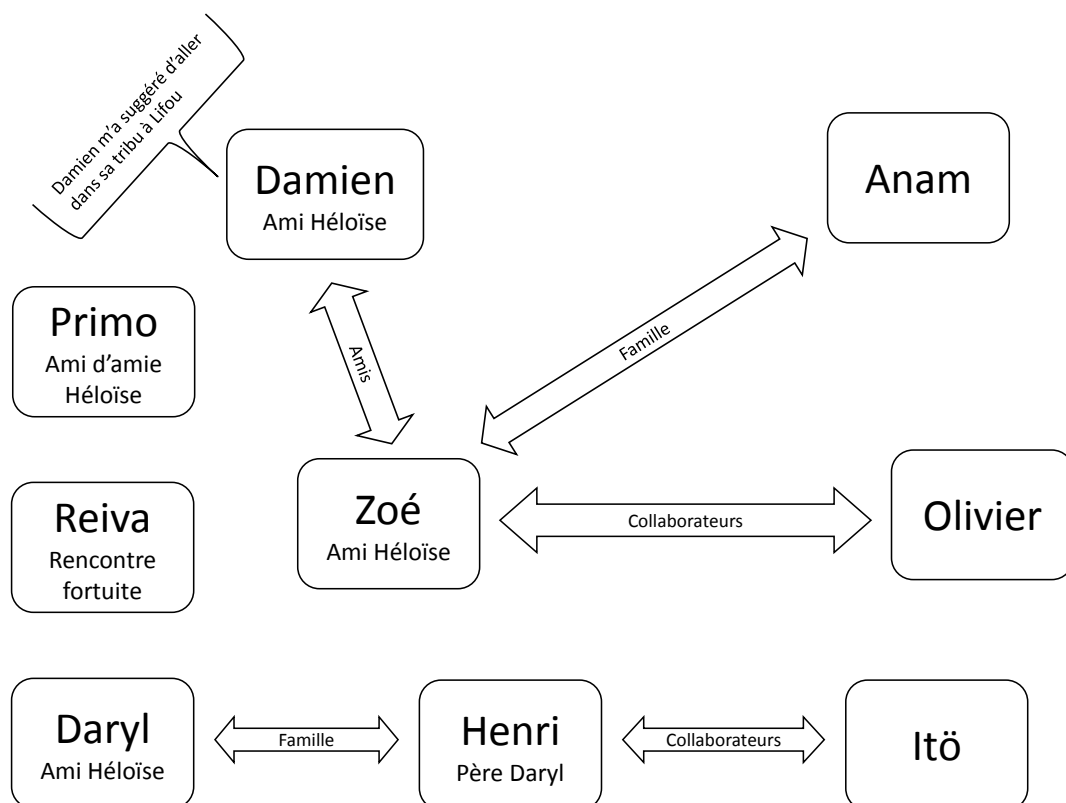 Damien m'a suggéré d'aller
dans sa tribu à Lifou
Damien
Ami Héloïse
Anam
Primo
Ami d'amie
Héloïse
Amis
Famille
Reiva
Rencontre
fortuite
Zoé
Ami Héloïse
Collaborateurs
Olivier
Daryl
Ami Héloïse
Famille
Henri
Père Daryl
Collaborateurs
Itö